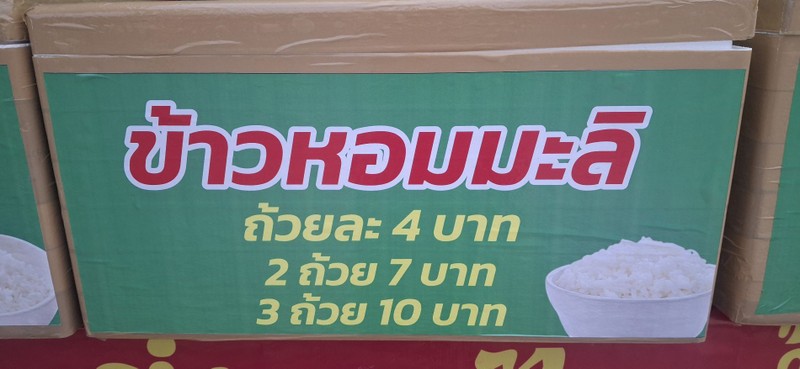 ข้าวหอมมะลิ
ถ้วยละ 4 บาท
2 ถ้วย 7 บาท
3 ถ้วย 10 บาท